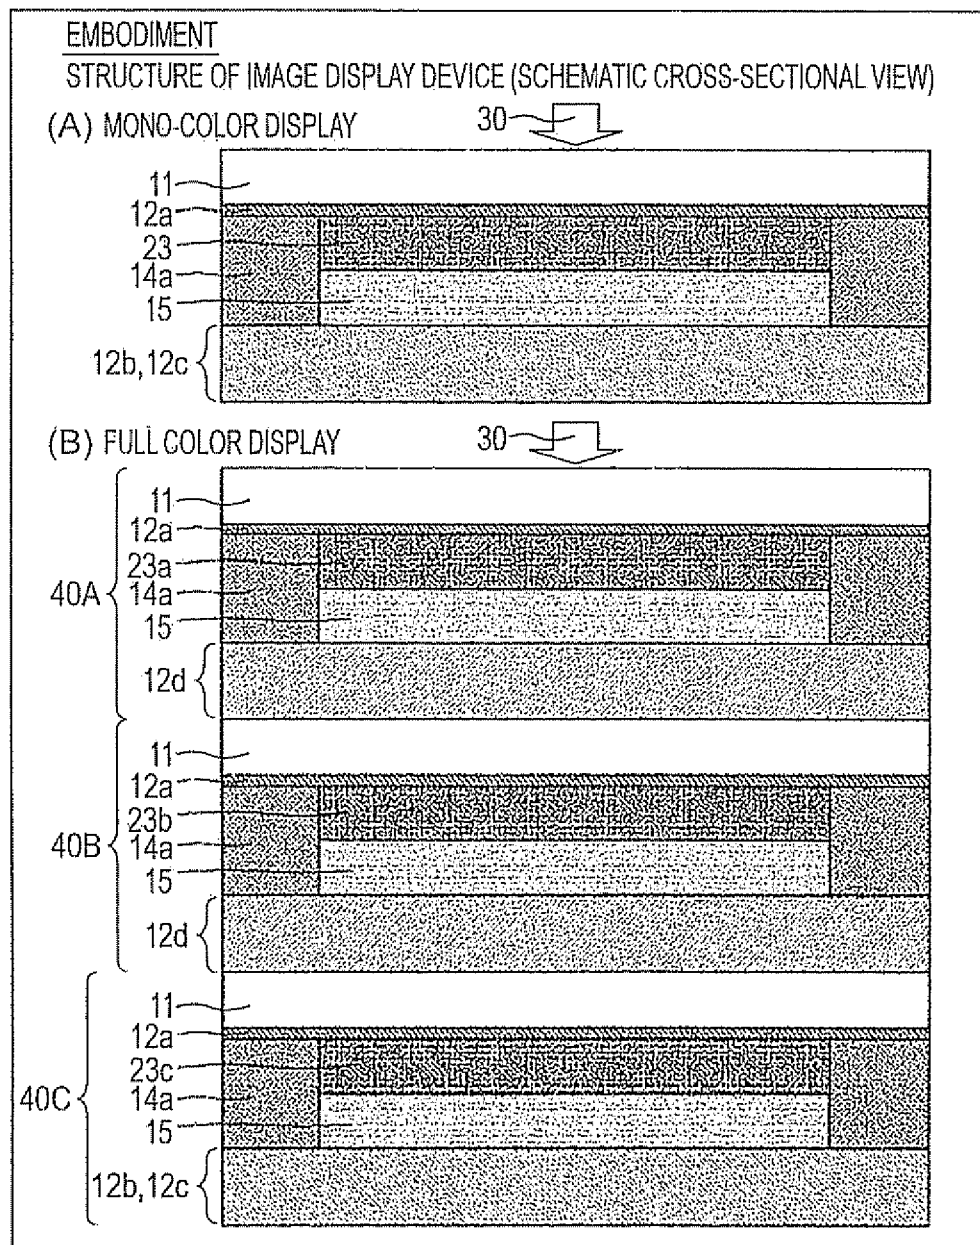 EMBODIMENT
STRUCTURE OF IMAGE DISPLAY DEVICE (SCHEMATIC CROSS-SECTIONAL VIEW)
(A) MONO-COLOR DISPLAY
30
11
12a
23
14a
15
12b, 12c
(B) FULL COLOR DISPLAY
30
11
12a
23a
40A
14a
15
12d
11
12a
23b
40B
14a
15
12d
11
12a
23c
40C
14a
15
12b, 12c